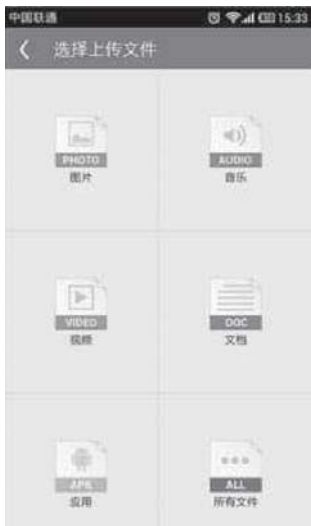 中国联通 15:33
选择上传文件
PHOTO AUDIO
图片 音乐
VIDEO DOC
视频 文档
APK ALL
应用 所有文件